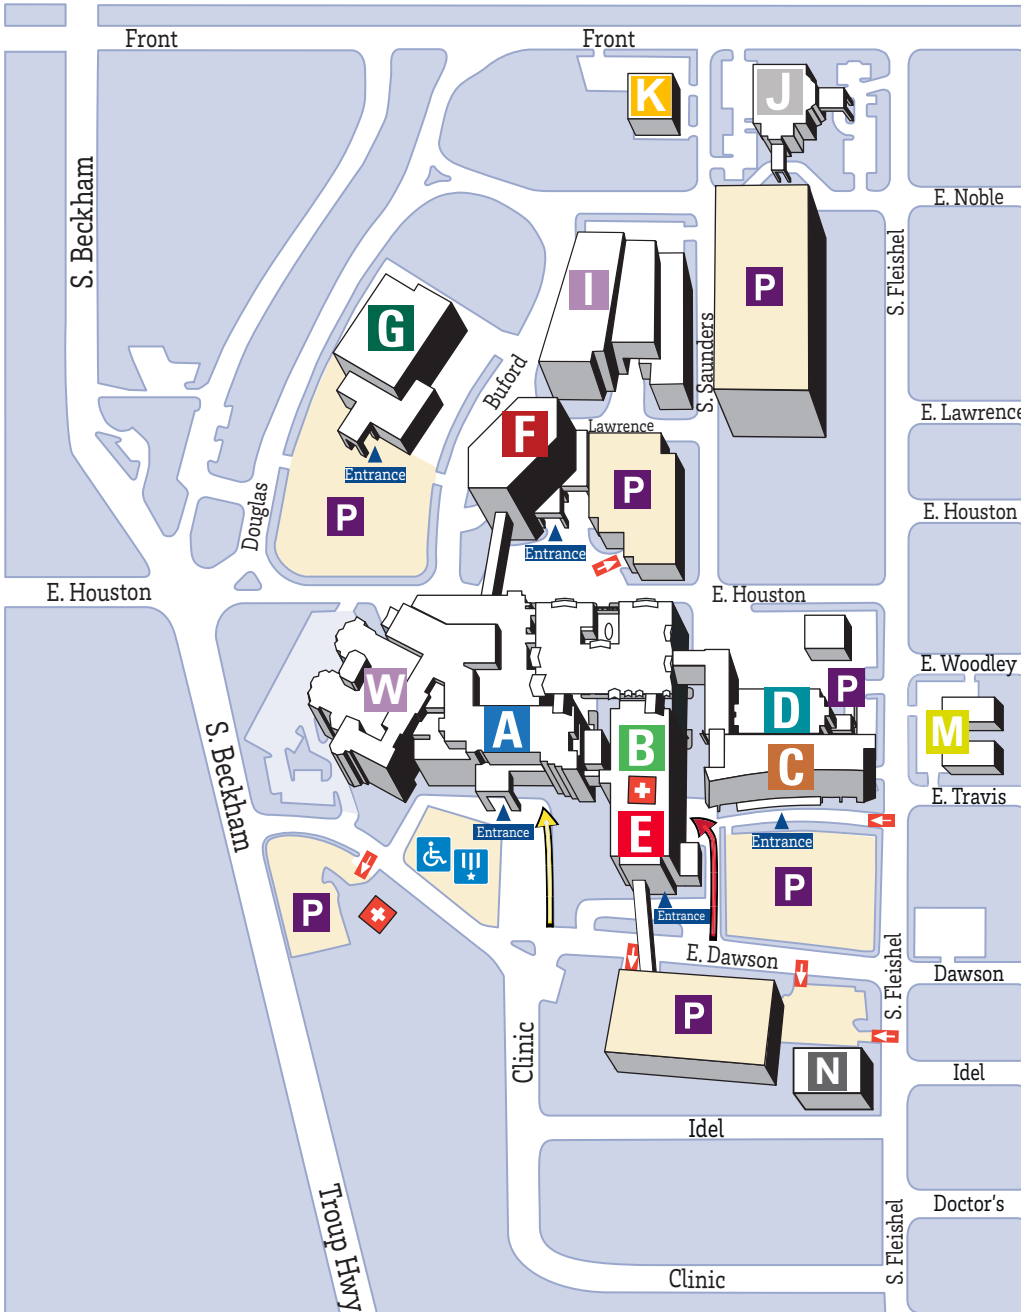 Front
Front
K
J
S. Beckham
E. Noble
S. Fleishel
I
P
G
S. Saunders
Buford
E. Lawrence
F
Lawrence
Entrance
P
P
Douglas
E. Houston
Entrance
E. Houston
E. Houston
E. Woodley
W
P
D
A
B
M
C
S. Beckham
E. Travis
Entrance
E
Entrance
P
P
Entrance
E. Dawson
S. Fleishel
Dawson
P
Clinic
N
Idel
Idel
Troup Hwy
Doctor's
S. Fleishel
Clinic